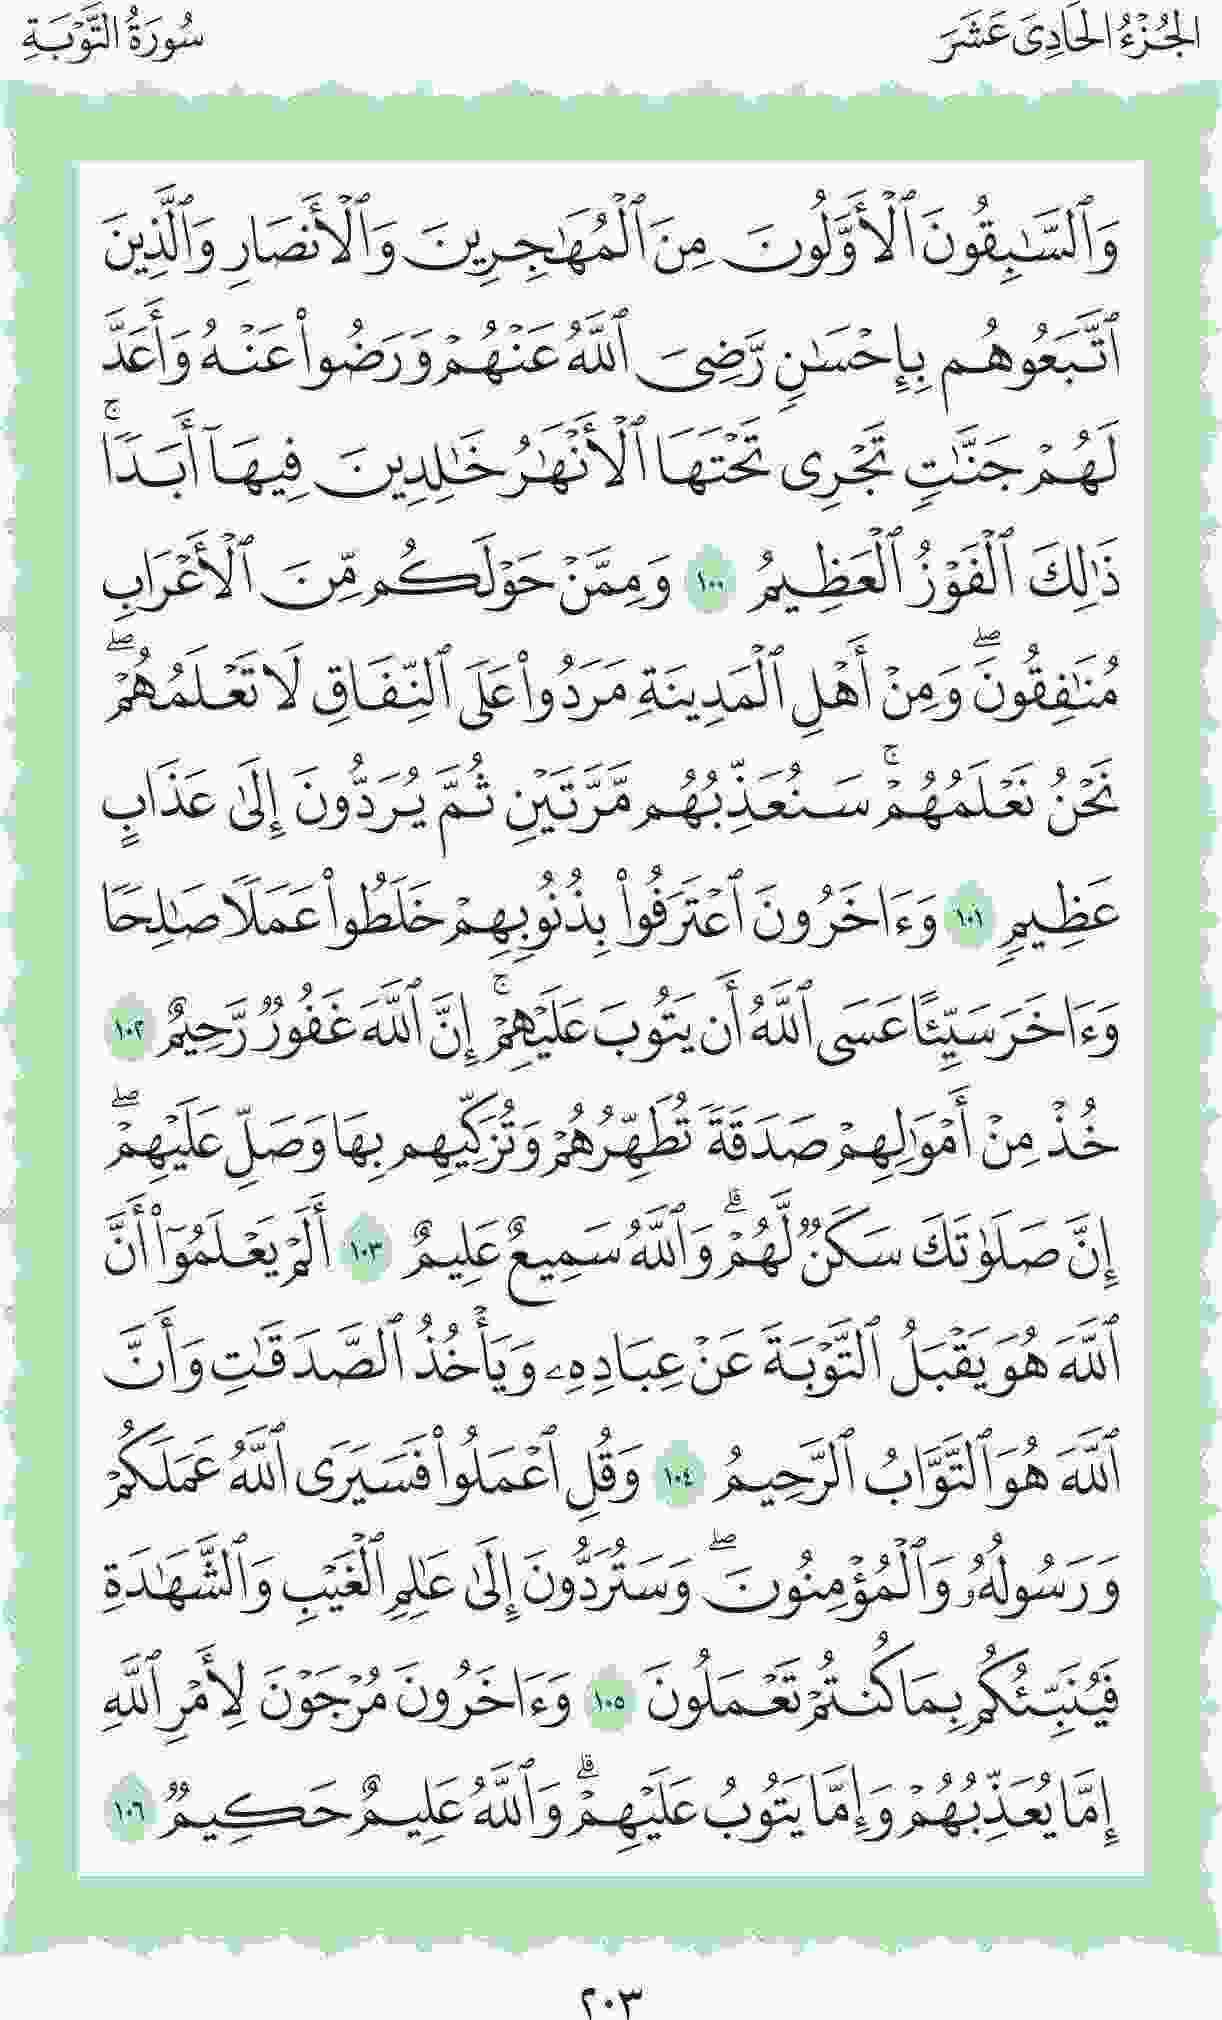 الجُزْءُ الحَادِىَ عَشَرَ
سُورَةُ التَّوْبَةِ
وَٱلسَّٰبِقُونَ ٱلْأَوَّلُونَ مِنَ ٱلْمُهَٰجِرِينَ وَٱلْأَنصَارِ وَٱلَّذِينَ
ٱتَّبَعُوهُم بِإِحْسَٰنٍ رَّضِىَ ٱللَّهُ عَنْهُمْ وَرَضُوا۟ عَنْهُ وَأَعَدَّ
لَهُمْ جَنَّٰتٍ تَجْرِى تَحْتَهَا ٱلْأَنْهَٰرُ خَٰلِدِينَ فِيهَآ أَبَدًا ۚ
ذَٰلِكَ ٱلْفَوْزُ ٱلْعَظِيمُ ١٠٠ وَمِمَّنْ حَوْلَكُم مِّنَ ٱلْأَعْرَابِ
مُنَٰفِقُونَ ۖ وَمِنْ أَهْلِ ٱلْمَدِينَةِ مَرَدُوا۟ عَلَى ٱلنِّفَاقِ لَا تَعْلَمُهُمْ ۖ
نَحْنُ نَعْلَمُهُمْ ۚ سَنُعَذِّبُهُم مَّرَّتَيْنِ ثُمَّ يُرَدُّونَ إِلَىٰ عَذَابٍ
عَظِيمٍ ١٠١ وَءَاخَرُونَ ٱعْتَرَفُوا۟ بِذُنُوبِهِمْ خَلَطُوا۟ عَمَلًا صَٰلِحًا
وَءَاخَرَ سَيِّئًا عَسَى ٱللَّهُ أَن يَتُوبَ عَلَيْهِمْ ۚ إِنَّ ٱللَّهَ غَفُورٌ رَّحِيمٌ ١٠٢
خُذْ مِنْ أَمْوَٰلِهِمْ صَدَقَةً تُطَهِّرُهُمْ وَتُزَكِّيهِم بِهَا وَصَلِّ عَلَيْهِمْ ۖ
إِنَّ صَلَوٰتَكَ سَكَنٌ لَّهُمْ ۗ وَٱللَّهُ سَمِيعٌ عَلِيمٌ ١٠٣ أَلَمْ يَعْلَمُوٓا۟ أَنَّ
ٱللَّهَ هُوَ يَقْبَلُ ٱلتَّوْبَةَ عَنْ عِبَادِهِۦ وَيَأْخُذُ ٱلصَّدَقَٰتِ وَأَنَّ
ٱللَّهَ هُوَ ٱلتَّوَّابُ ٱلرَّحِيمُ ١٠٤ وَقُلِ ٱعْمَلُوا۟ فَسَيَرَى ٱللَّهُ عَمَلَكُمْ
وَرَسُولُهُۥ وَٱلْمُؤْمِنُونَ ۖ وَسَتُرَدُّونَ إِلَىٰ عَٰلِمِ ٱلْغَيْبِ وَٱلشَّهَٰدَةِ
فَيُنَبِّئُكُم بِمَا كُنتُمْ تَعْمَلُونَ ١٠٥ وَءَاخَرُونَ مُرْجَوْنَ لِأَمْرِ ٱللَّهِ
إِمَّا يُعَذِّبُهُمْ وَإِمَّا يَتُوبُ عَلَيْهِمْ ۗ وَٱللَّهُ عَلِيمٌ حَكِيمٌ ١٠٦
٢٠٣